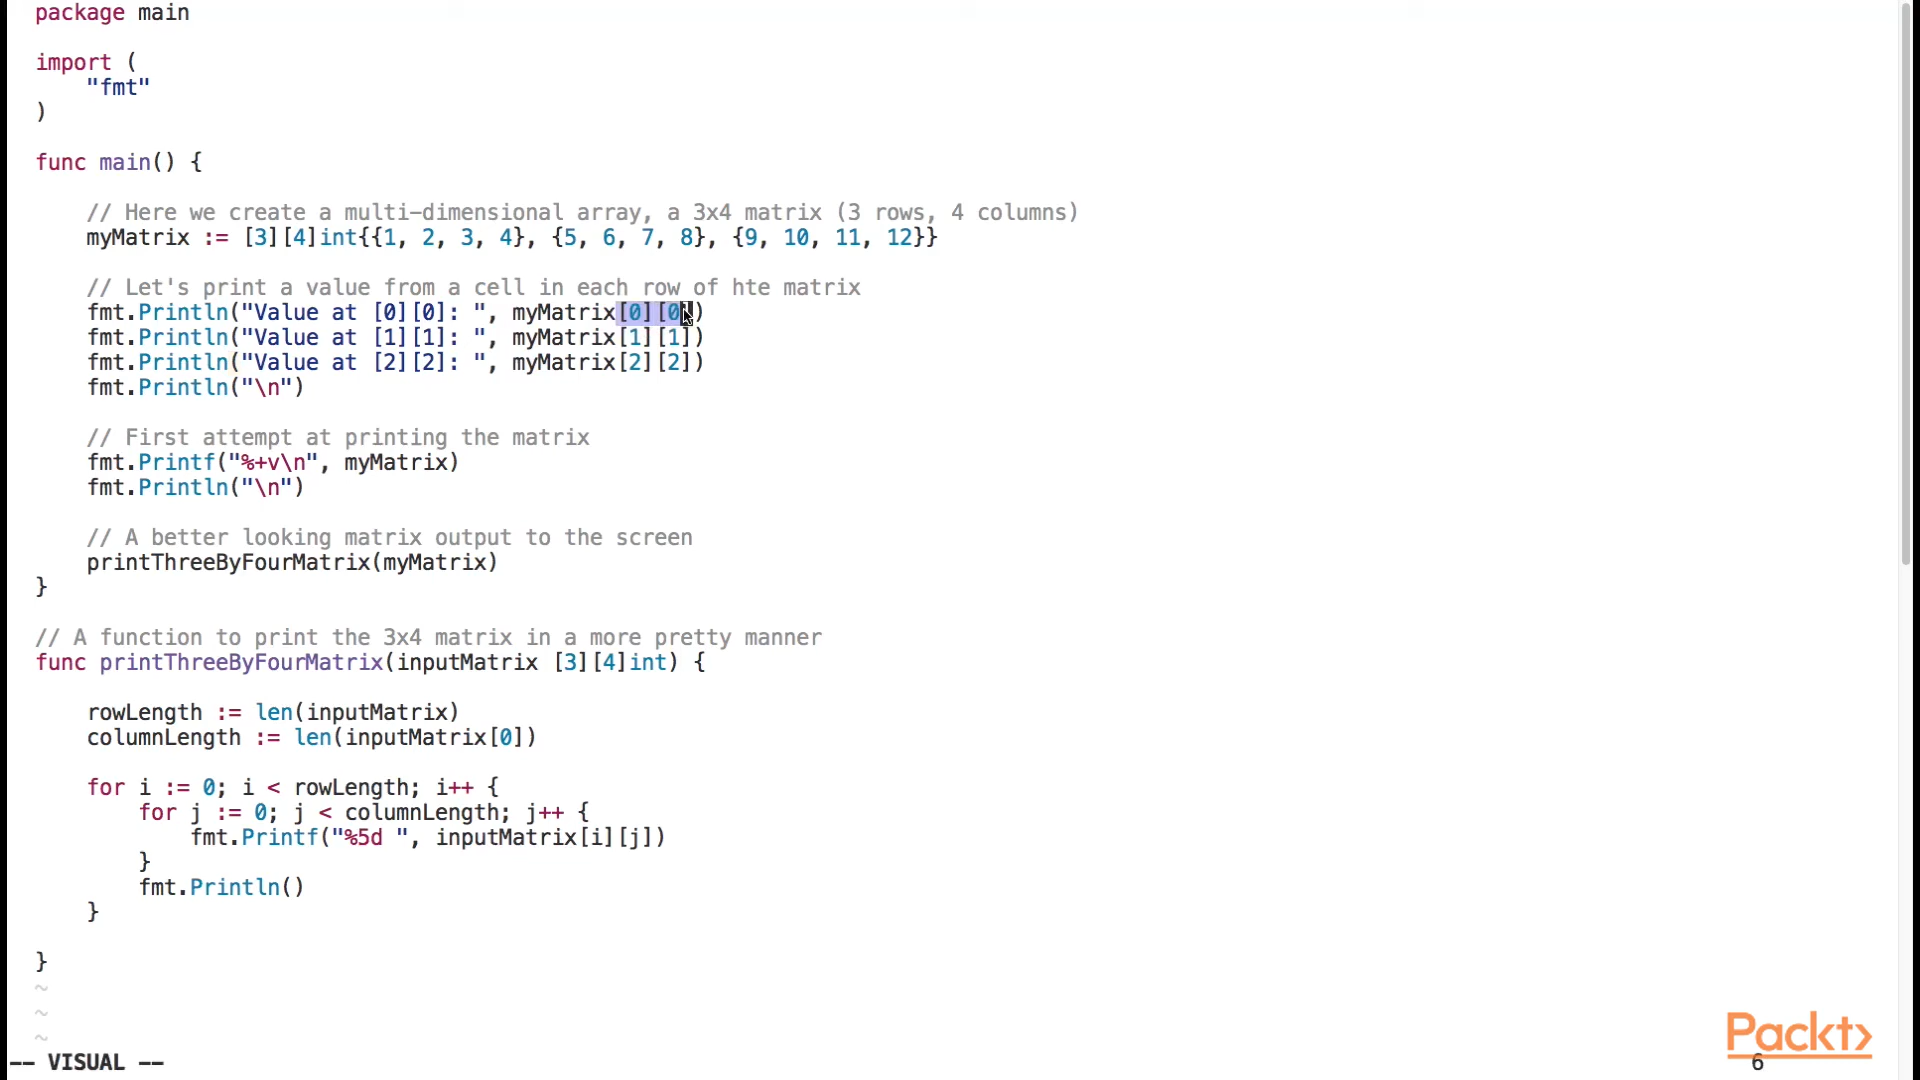 package main

import (
    "fmt"
)

func main() {

    // Here we create a multi-dimensional array, a 3x4 matrix (3 rows, 4 columns)
    myMatrix := [3][4]int{{1, 2, 3, 4}, {5, 6, 7, 8}, {9, 10, 11, 12}}

    // Let's print a value from a cell in each row of hte matrix
    fmt.Println("Value at [0][0]: ", myMatrix[0][0])
    fmt.Println("Value at [1][1]: ", myMatrix[1][1])
    fmt.Println("Value at [2][2]: ", myMatrix[2][2])
    fmt.Println("\n")

    // First attempt at printing the matrix
    fmt.Printf("%+v\n", myMatrix)
    fmt.Println("\n")

    // A better looking matrix output to the screen
    printThreeByFourMatrix(myMatrix)
}

// A function to print the 3x4 matrix in a more pretty manner
func printThreeByFourMatrix(inputMatrix [3][4]int) {

    rowLength := len(inputMatrix)
    columnLength := len(inputMatrix[0])

    for i := 0; i < rowLength; i++ {
        for j := 0; j < columnLength; j++ {
            fmt.Printf("%5d ", inputMatrix[i][j])
        }
        fmt.Println()
    }

}
~
~
~
-- VISUAL --
6
Packt>